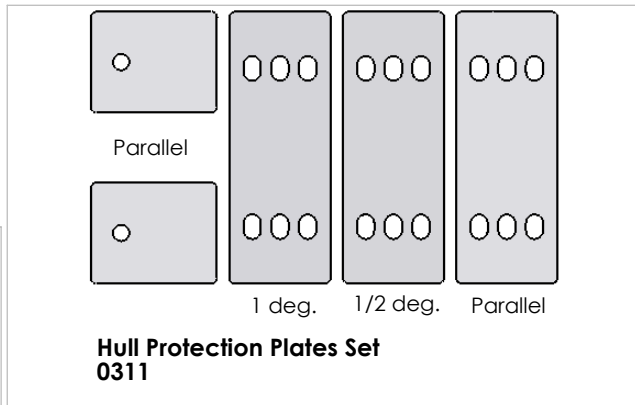 Parallel
1 deg.
1/2 deg.
Parallel
Hull Protection Plates Set
0311